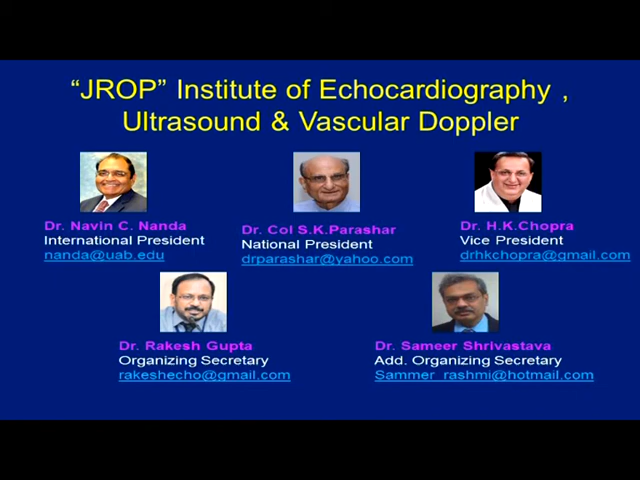 “JROP” Institute of Echocardiography ,
Ultrasound & Vascular Doppler
Dr. Navin C. Nanda
International President
nanda@uab.edu
Dr. Col S.K.Parashar
National President
drparashar@yahoo.com
Dr. H.K.Chopra
Vice President
drhkchopra@gmail.com
Dr. Rakesh Gupta
Organizing Secretary
rakeshecho@gmail.com
Dr. Sameer Shrivastava
Add. Organizing Secretary
Sammer_rashmi@hotmail.com